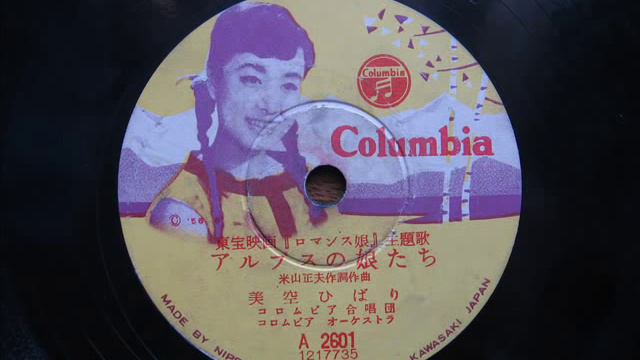 Columbia
Columbia
© '56
東宝映画『ロマンス娘』主題歌
アルプスの娘たち
米山正夫作詞作曲
美空ひばり
コロムビア合唱団
コロムビア オーケストラ
A 2601
1217735
MADE BY NIPP
KAWASAKI JAPAN